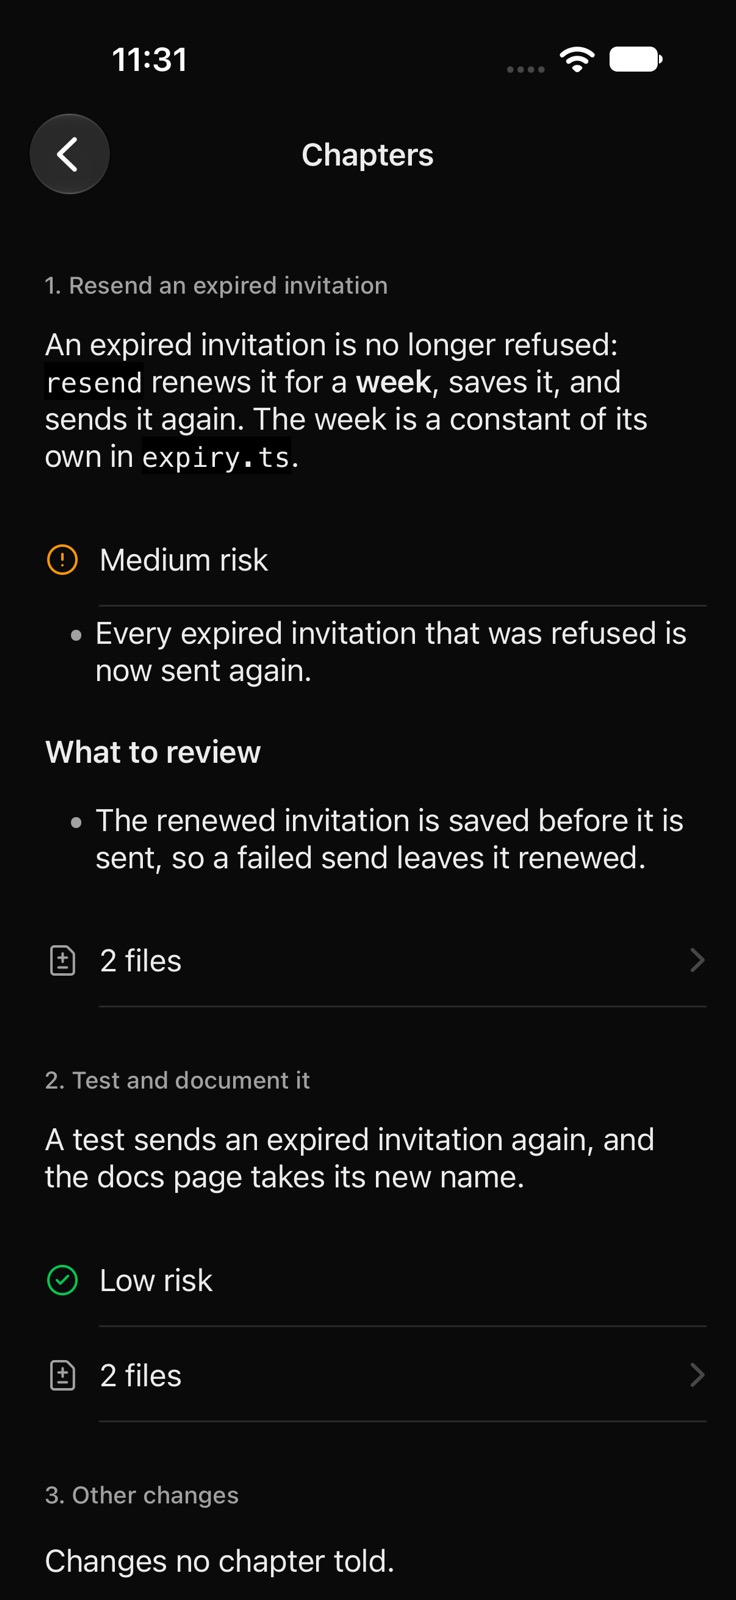 11:31
Chapters
1. Resend an expired invitation
An expired invitation is no longer refused:
resend renews it for a week, saves it, and
sends it again. The week is a constant of its
own in expiry.ts.
Medium risk
• Every expired invitation that was refused is
now sent again.
What to review
• The renewed invitation is saved before it is
sent, so a failed send leaves it renewed.
2 files
2. Test and document it
A test sends an expired invitation again, and
the docs page takes its new name.
Low risk
2 files
3. Other changes
Changes no chapter told.